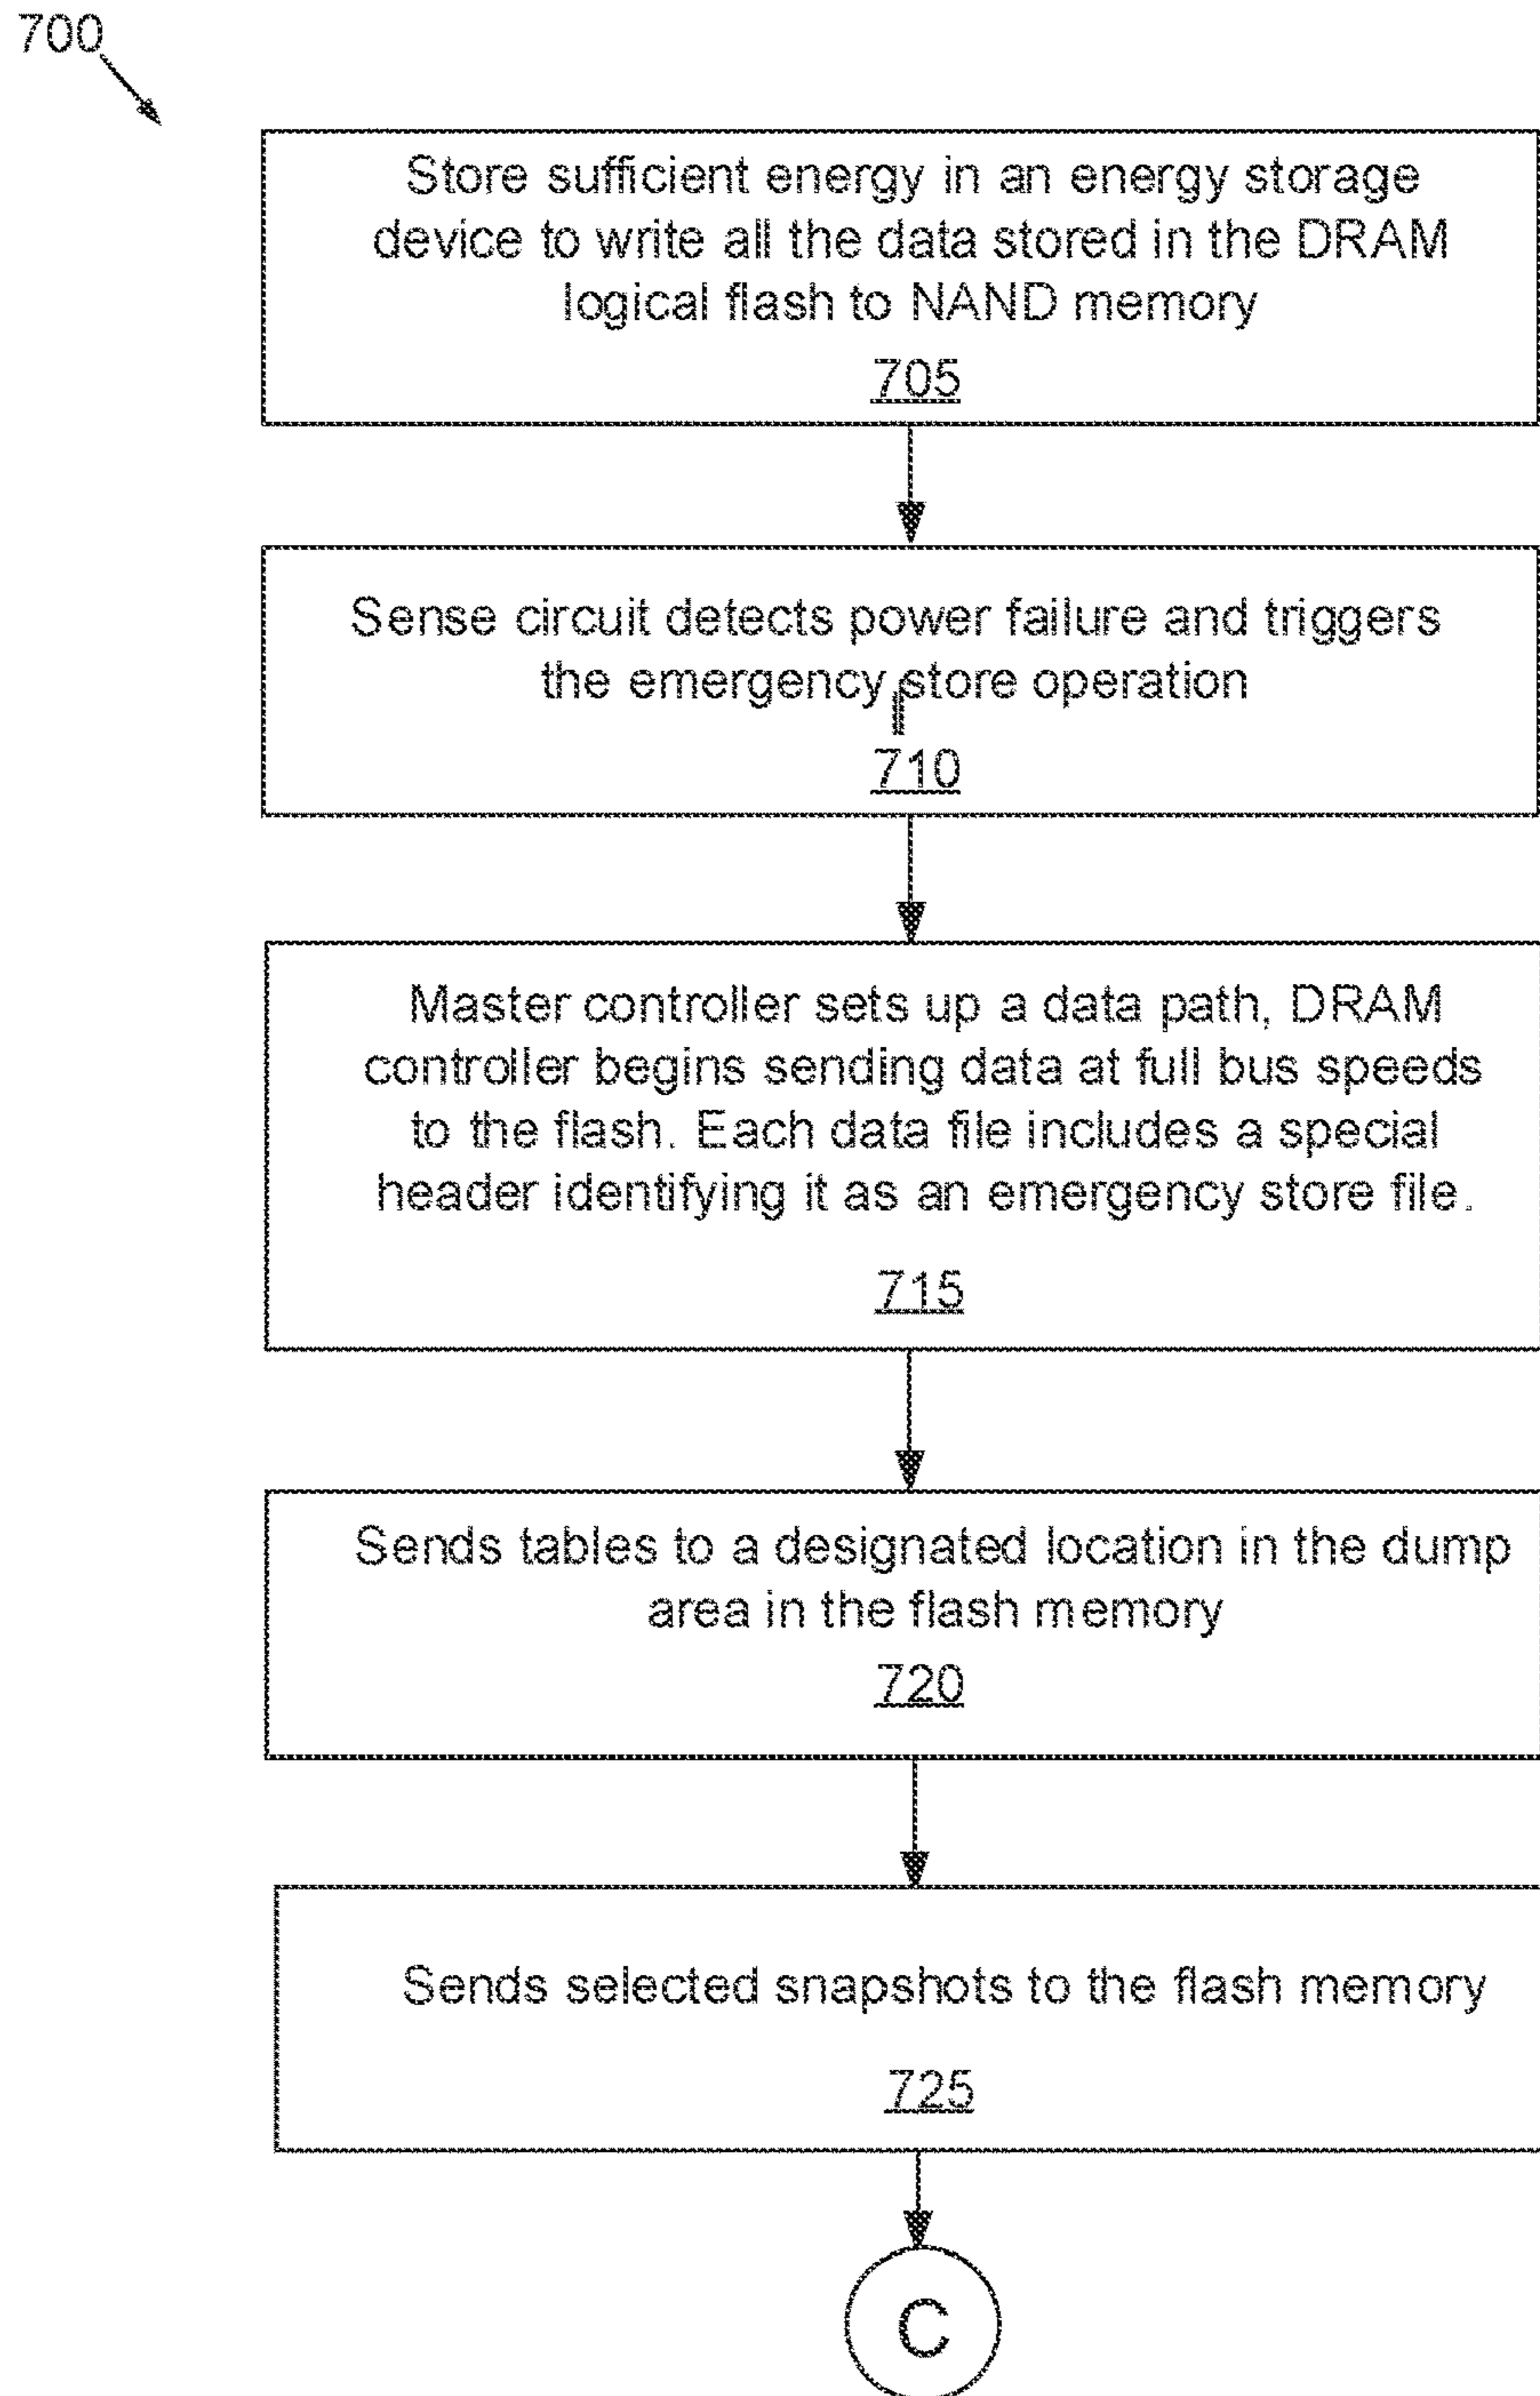 700
Store sufficient energy in an energy storage
device to write all the data stored in the DRAM
logical flash to NAND memory
705
Sense circuit detects power failure and triggers
the emergency store operation
710
Master controller sets up a data path, DRAM
controller begins sending data at full bus speeds
to the flash. Each data file includes a special
header identifying it as an emergency store file.
715
Sends tables to a designated location in the dump
area in the flash memory
720
Sends selected snapshots to the flash memory
725
C